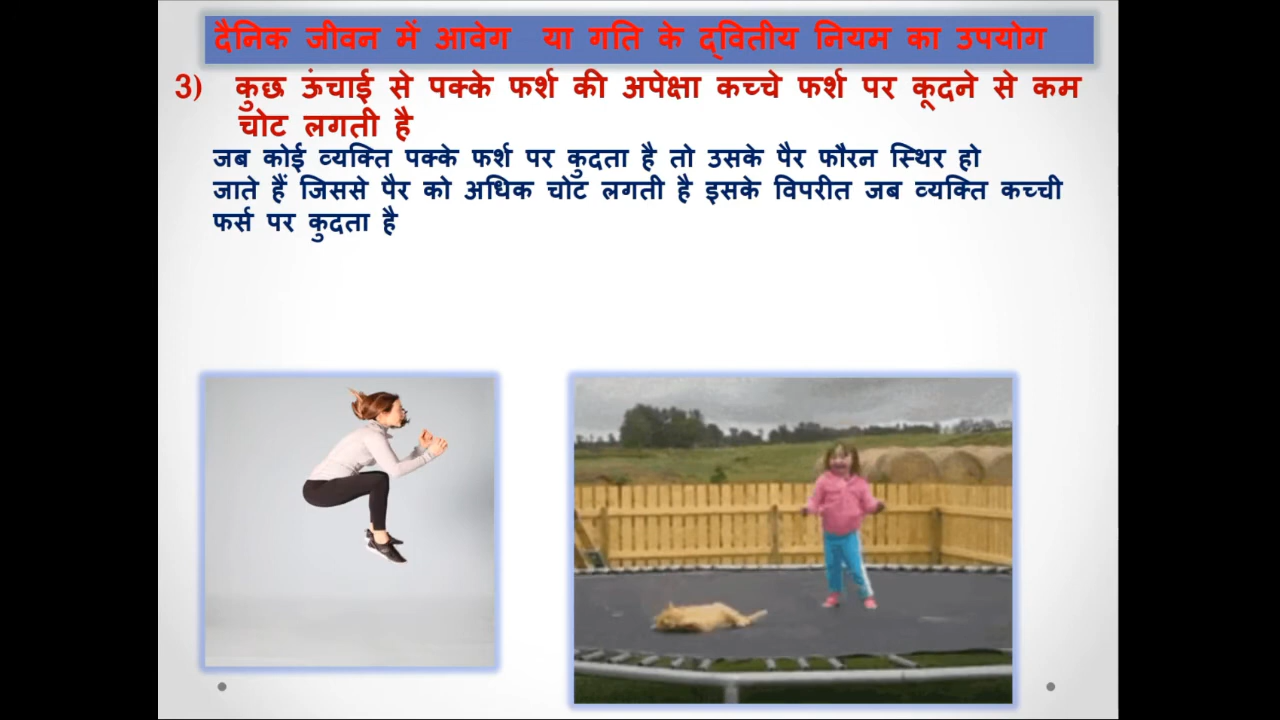 दैनिक जीवन में आवेग या गति के द्वितीय नियम का उपयोग
3) कुछ ऊंचाई से पक्के फर्श की अपेक्षा कच्चे फर्श पर कूदने से कम
चोट लगती है
जब कोई व्यक्ति पक्के फर्श पर कुदता है तो उसके पैर फौरन स्थिर हो
जाते हैं जिससे पैर को अधिक चोट लगती है इसके विपरीत जब व्यक्ति कच्ची
फर्स पर कुदता है